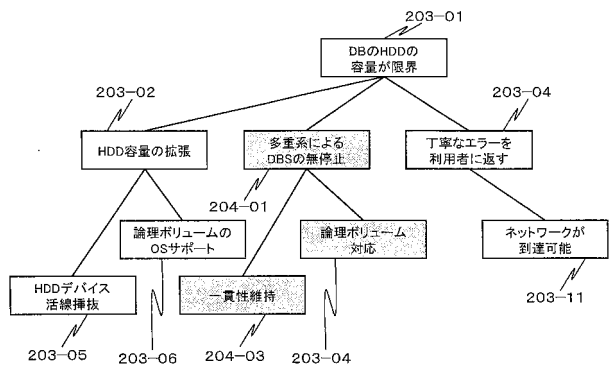 203-01
DBのHDDの
容量が限界
203-02
203-04
HDD容量の拡張
多重系による
DBSの無停止
丁寧なエラーを
利用者に返す
204-01
論理ボリュームの
OSサポート
論理ボリューム
対応
ネットワークが
到達可能
HDDデバイス
活線挿抜
一貫性維持
203-11
203-05
203-06
204-03
203-04